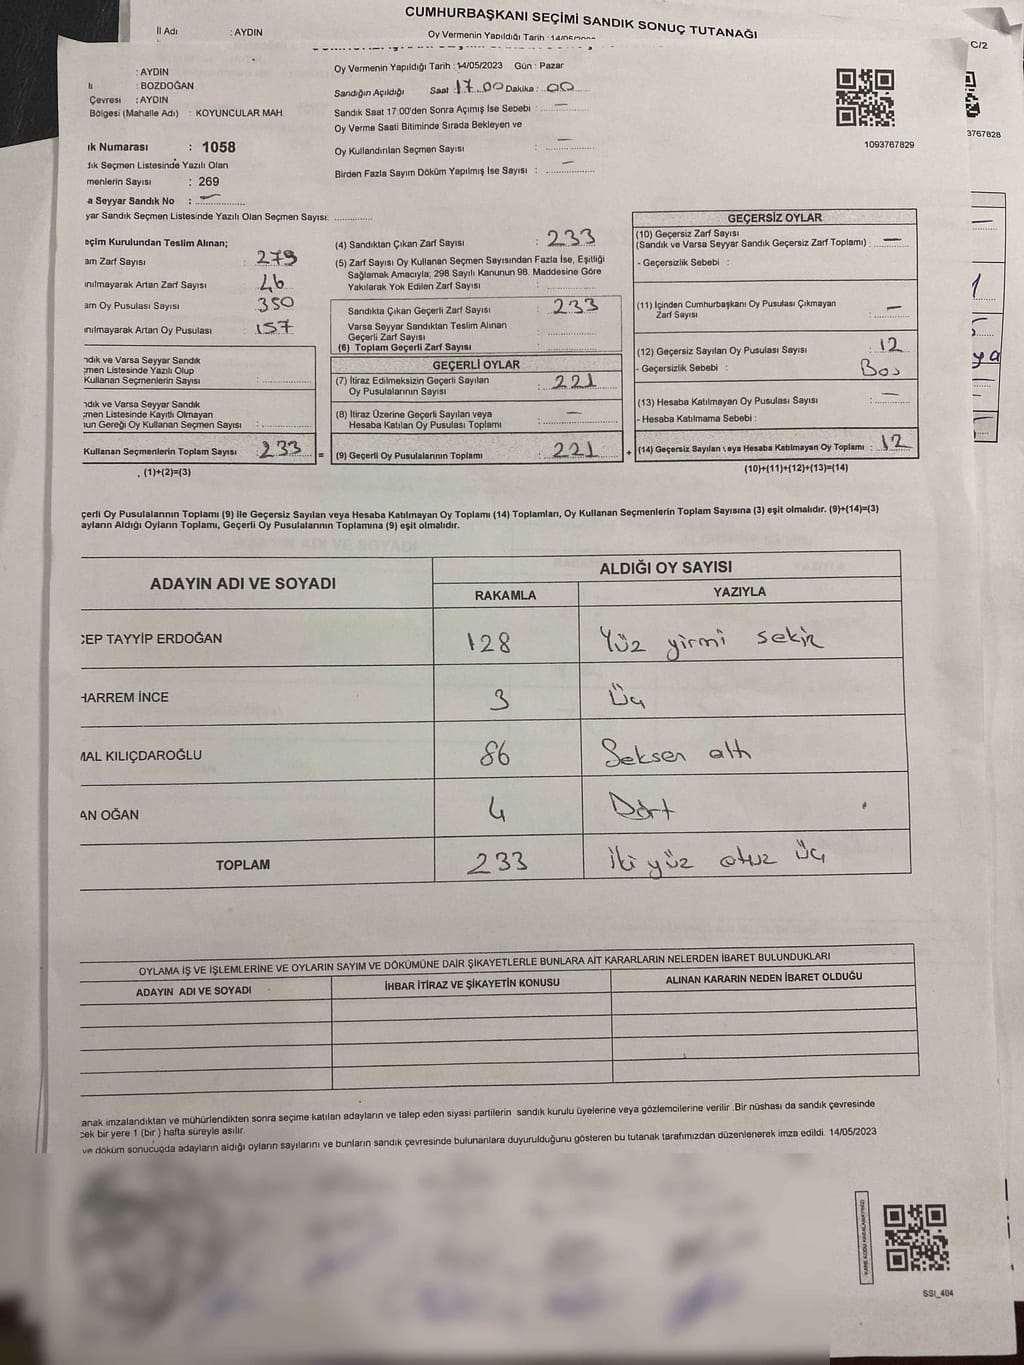 CUMHURBAŞKANI SEÇİMİ SANDIK SONUÇ TUTANAĞI
İl Adı : AYDIN
Oy Vermenin Yapıldığı Tarih :
C/2
3767828
: AYDIN
: BOZDOĞAN
Çevresi : AYDIN
Bölgesi (Mahalle Adı) : KOYUNCULAR MAH.
ık Numarası : 1058
dık Seçmen Listesinde Yazılı Olan
menlerin Sayısı : 269
a Seyyar Sandık No : —
yar Sandık Seçmen Listesinde Yazılı Olan Seçmen Sayısı: ..............
Oy Vermenin Yapıldığı Tarih : 14/05/2023 Gün : Pazar
Sandığın Açıldığı Saat : 17.00 Dakika : 00
Sandık Saat 17:00'den Sonra Açımış İse Sebebi : —
Oy Verme Saati Bitiminde Sırada Bekleyen ve
Oy Kullandırılan Seçmen Sayısı : —
Birden Fazla Sayım Döküm Yapılmış İse Sayısı : —
1093767829
eçim Kurulundan Teslim Alınan;
am Zarf Sayısı : 279
ınılmayarak Artan Zarf Sayısı 46
am Oy Pusulası Sayısı : 350
ınılmayarak Artan Oy Pusulası : 157
ndık ve Varsa Seyyar Sandık
çmen Listesinde Yazılı Olup
Kullanan Seçmenlerin Sayısı : ..............
ndık ve Varsa Seyyar Sandık
çmen Listesinde Kayıtlı Olmayan
nun Gereği Oy Kullanan Seçmen Sayısı : ..............
Kullanan Seçmenlerin Toplam Sayısı : 233 =
. (1)+(2)=(3)
(4) Sandıktan Çıkan Zarf Sayısı : 233
(5) Zarf Sayısı Oy Kullanan Seçmen Sayısından Fazla İse, Eşitliği
Sağlamak Amacıyla; 298 Sayılı Kanunun 98. Maddesine Göre
Yakılarak Yok Edilen Zarf Sayısı : ..............
Sandıkta Çıkan Geçerli Zarf Sayısı : 233
Varsa Seyyar Sandıktan Teslim Alınan
Geçerli Zarf Sayısı : ..............
(6) Toplam Geçerli Zarf Sayısı : ..............
GEÇERLİ OYLAR
(7) İtiraz Edilmeksizin Geçerli Sayılan
Oy Pusulalarının Sayısı : 221
(8) İtiraz Üzerine Geçerli Sayılan veya
Hesaba Katılan Oy Pusulası Toplamı : —
(9) Geçerli Oy Pusulalarının Toplamı : 221 +
GEÇERSİZ OYLAR
(10) Geçersiz Zarf Sayısı
(Sandık ve Varsa Seyyar Sandık Geçersiz Zarf Toplamı) : —
- Geçersizlik Sebebi :
(11) İçinden Cumhurbaşkanı Oy Pusulası Çıkmayan
Zarf Sayısı : —
(12) Geçersiz Sayılan Oy Pusulası Sayısı : 12
- Geçersizlik Sebebi : Boş
(13) Hesaba Katılmayan Oy Pusulası Sayısı : —
- Hesaba Katılmama Sebebi :
(14) Geçersiz Sayılan veya Hesaba Katılmayan Oy Toplamı : 12
(10)+(11)+(12)+(13)=(14)
çerli Oy Pusulalarının Toplamı (9) ile Geçersiz Sayılan veya Hesaba Katılmayan Oy Toplamı (14) Toplamları, Oy Kullanan Seçmenlerin Toplam Sayısına (3) eşit olmalıdır. (9)+(14)=(3)
ayların Aldığı Oyların Toplamı, Geçerli Oy Pusulalarının Toplamına (9) eşit olmalıdır.
ADAYIN ADI VE SOYADI
ALDIĞI OY SAYISI
RAKAMLA YAZIYLA
CEP TAYYİP ERDOĞAN 128 Yüz yirmi sekiz
HARREM İNCE 3 Üç
MAL KILIÇDAROĞLU 86 Seksen altı
AN OĞAN 4 Dört
TOPLAM 233 İki yüz otuz üç
OYLAMA İŞ VE İŞLEMLERİNE VE OYLARIN SAYIM VE DÖKÜMÜNE DAİR ŞİKAYETLERLE BUNLARA AİT KARARLARIN NELERDEN İBARET BULUNDUKLARI
ADAYIN ADI VE SOYADI İHBAR İTİRAZ VE ŞİKAYETİN KONUSU ALINAN KARARIN NEDEN İBARET OLDUĞU
anak imzalandıktan ve mühürlendikten sonra seçime katılan adayların ve talep eden siyasi partilerin sandık kurulu üyelerine veya gözlemcilerine verilir .Bir nüshası da sandık çevresinde
cek bir yere 1 (bir ) hafta süreyle asılır.
ve döküm sonucuda adayların aldığı oyların sayılarını ve bunların sandık çevresinde bulunanlara duyurulduğunu gösteren bu tutanak tarafımızdan düzenlenerek imza edildi. 14/05/2023
SSI_404